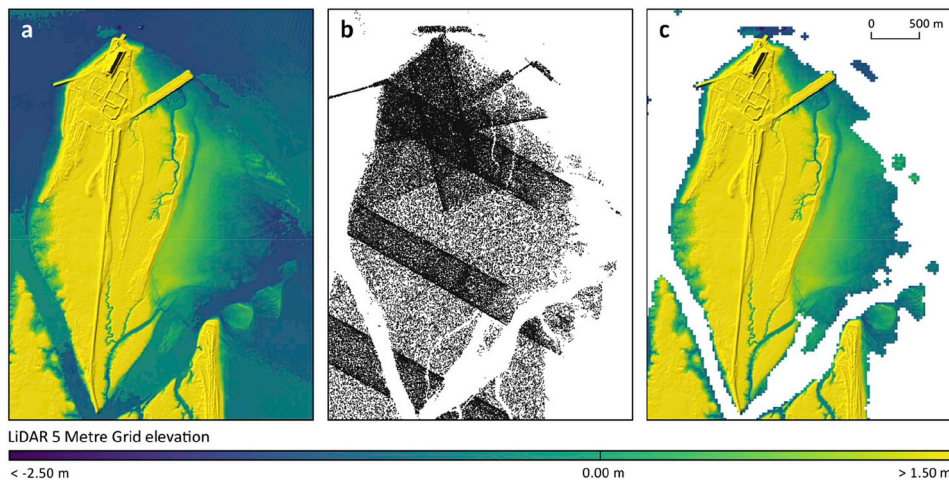 a
b
c
0 500 m
LiDAR 5 Metre Grid elevation
< -2.50 m 0.00 m > 1.50 m